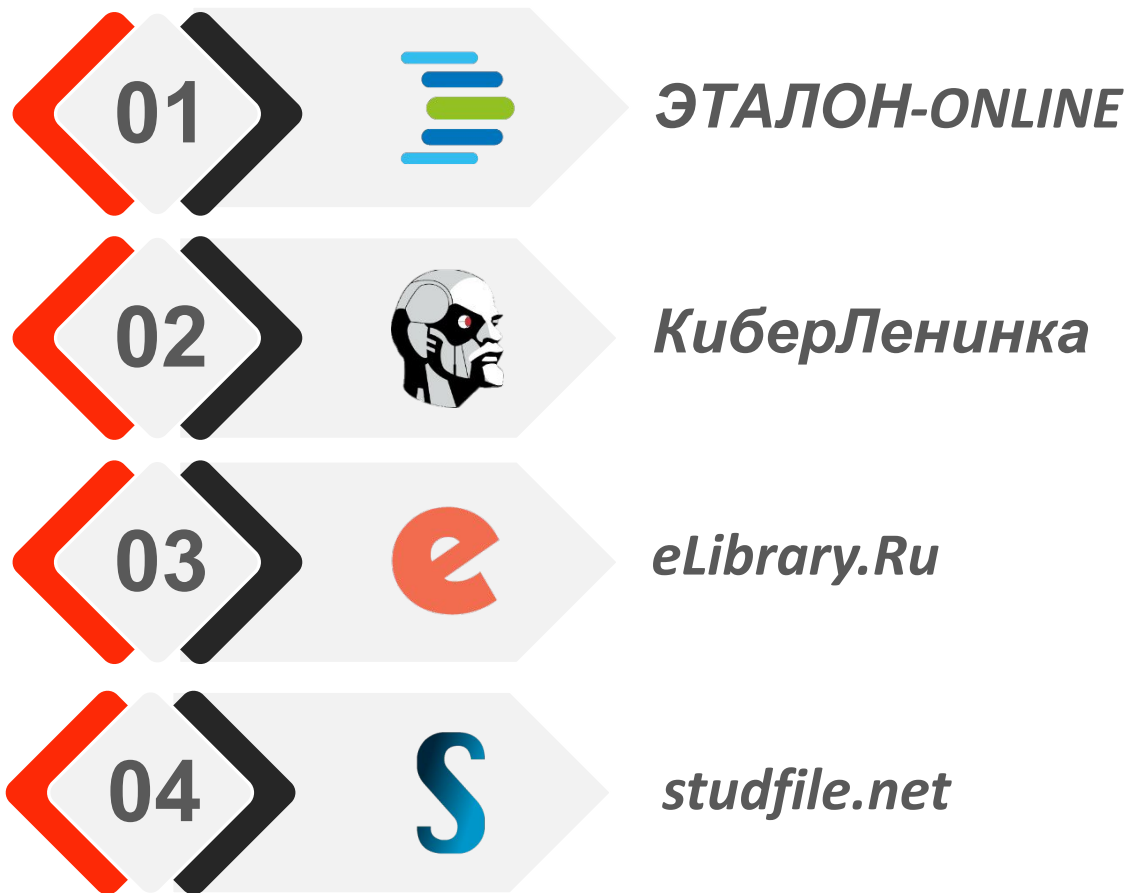 01
ЭТАЛОН-ONLINE
02
КиберЛенинка
03
eLibrary.Ru
04
studfile.net